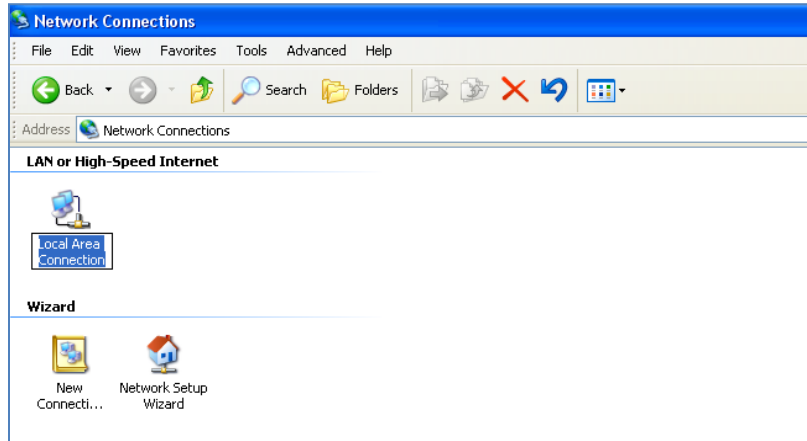 Network Connections
File Edit View Favorites Tools Advanced Help
Back Search Folders
Address Network Connections
LAN or High-Speed Internet
Local Area
Connection
Wizard
New
Connecti...
Network Setup
Wizard